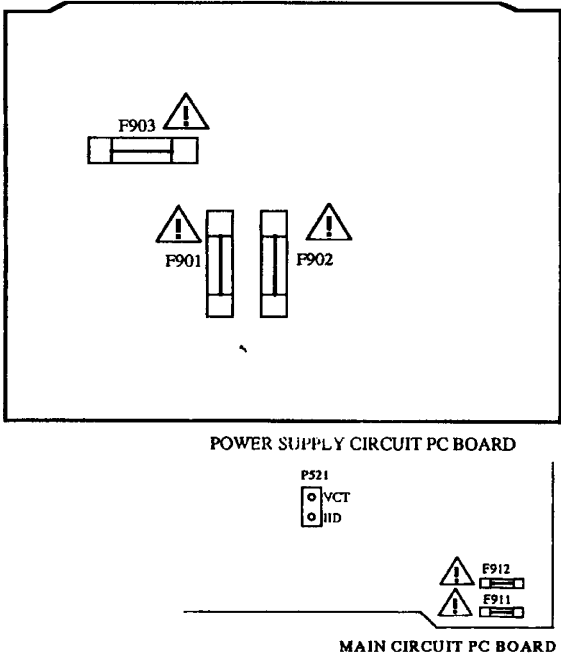 F903
F901
F902
POWER SUPPLY CIRCUIT PC BOARD
P521
VCT
HD
F912
F911
MAIN CIRCUIT PC BOARD